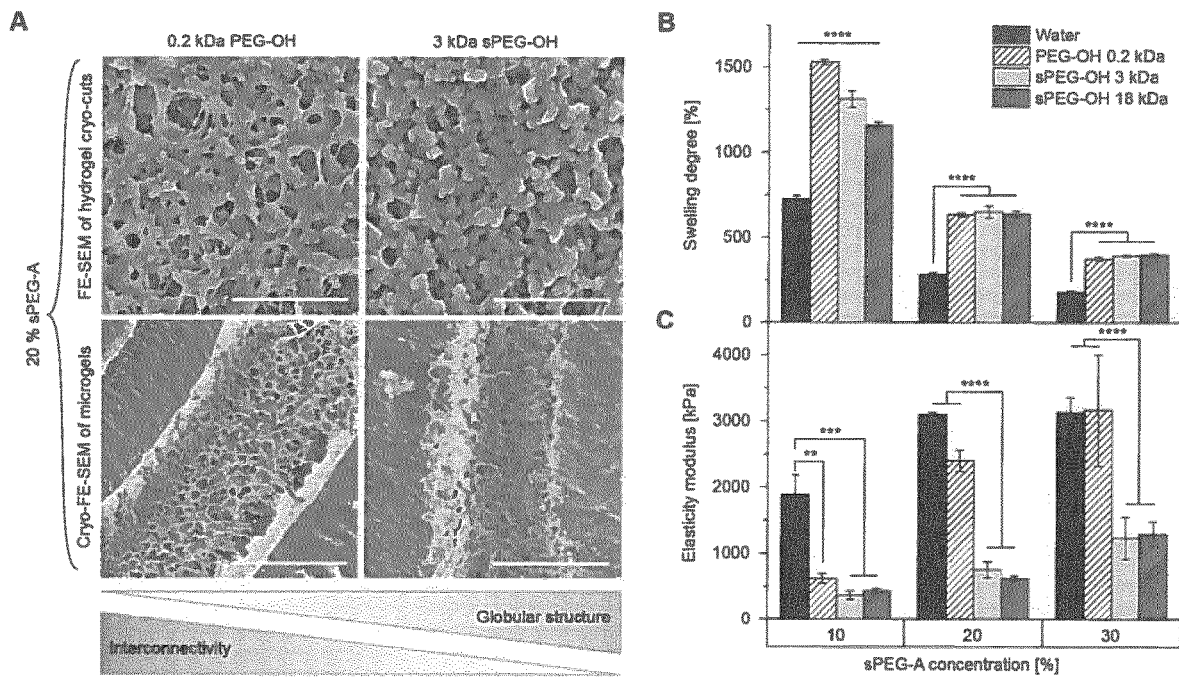 A
0.2 kDa PEG-OH
3 kDa sPEG-OH
20 % sPEG-A
FE-SEM of hydrogel cryo-cuts
Cryo-FE-SEM of microgels
Globular structure
Interconnectivity
B
Water
PEG-OH 0.2 kDa
sPEG-OH 3 kDa
sPEG-OH 18 kDa
Swelling degree [%]
1500
1000
500
0
****
****
****
C
Elasticity modulus [kPa]
4000
3000
2000
1000
0
***
**
****
****
10
20
30
sPEG-A concentration [%]